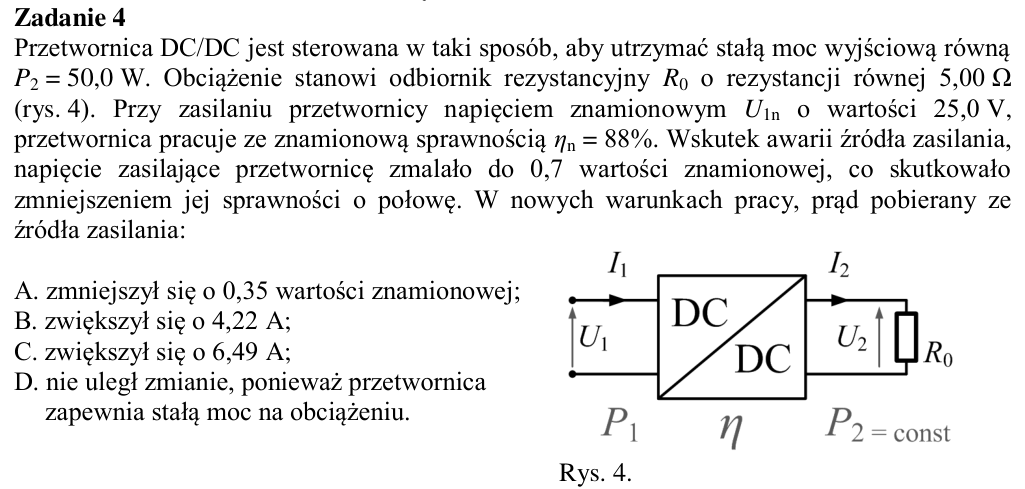 Zadanie 4
Przetwornica DC/DC jest sterowana w taki sposób, aby utrzymać stałą moc wyjściową równą
P₂ = 50,0 W. Obciążenie stanowi odbiornik rezystancyjny R₀ o rezystancji równej 5,00 Ω
(rys. 4). Przy zasilaniu przetwornicy napięciem znamionowym U₁ₙ o wartości 25,0 V,
przetwornica pracuje ze znamionową sprawnością ηₙ = 88%. Wskutek awarii źródła zasilania,
napięcie zasilające przetwornicę zmalało do 0,7 wartości znamionowej, co skutkowało
zmniejszeniem jej sprawności o połowę. W nowych warunkach pracy, prąd pobierany ze
źródła zasilania:
A. zmniejszył się o 0,35 wartości znamionowej;
B. zwiększył się o 4,22 A;
C. zwiększył się o 6,49 A;
D. nie uległ zmianie, ponieważ przetwornica
zapewnia stałą moc na obciążeniu.
I₁
I₂
DC
U₁
DC
U₂
R₀
P₁
η
P₂ = const
Rys. 4.